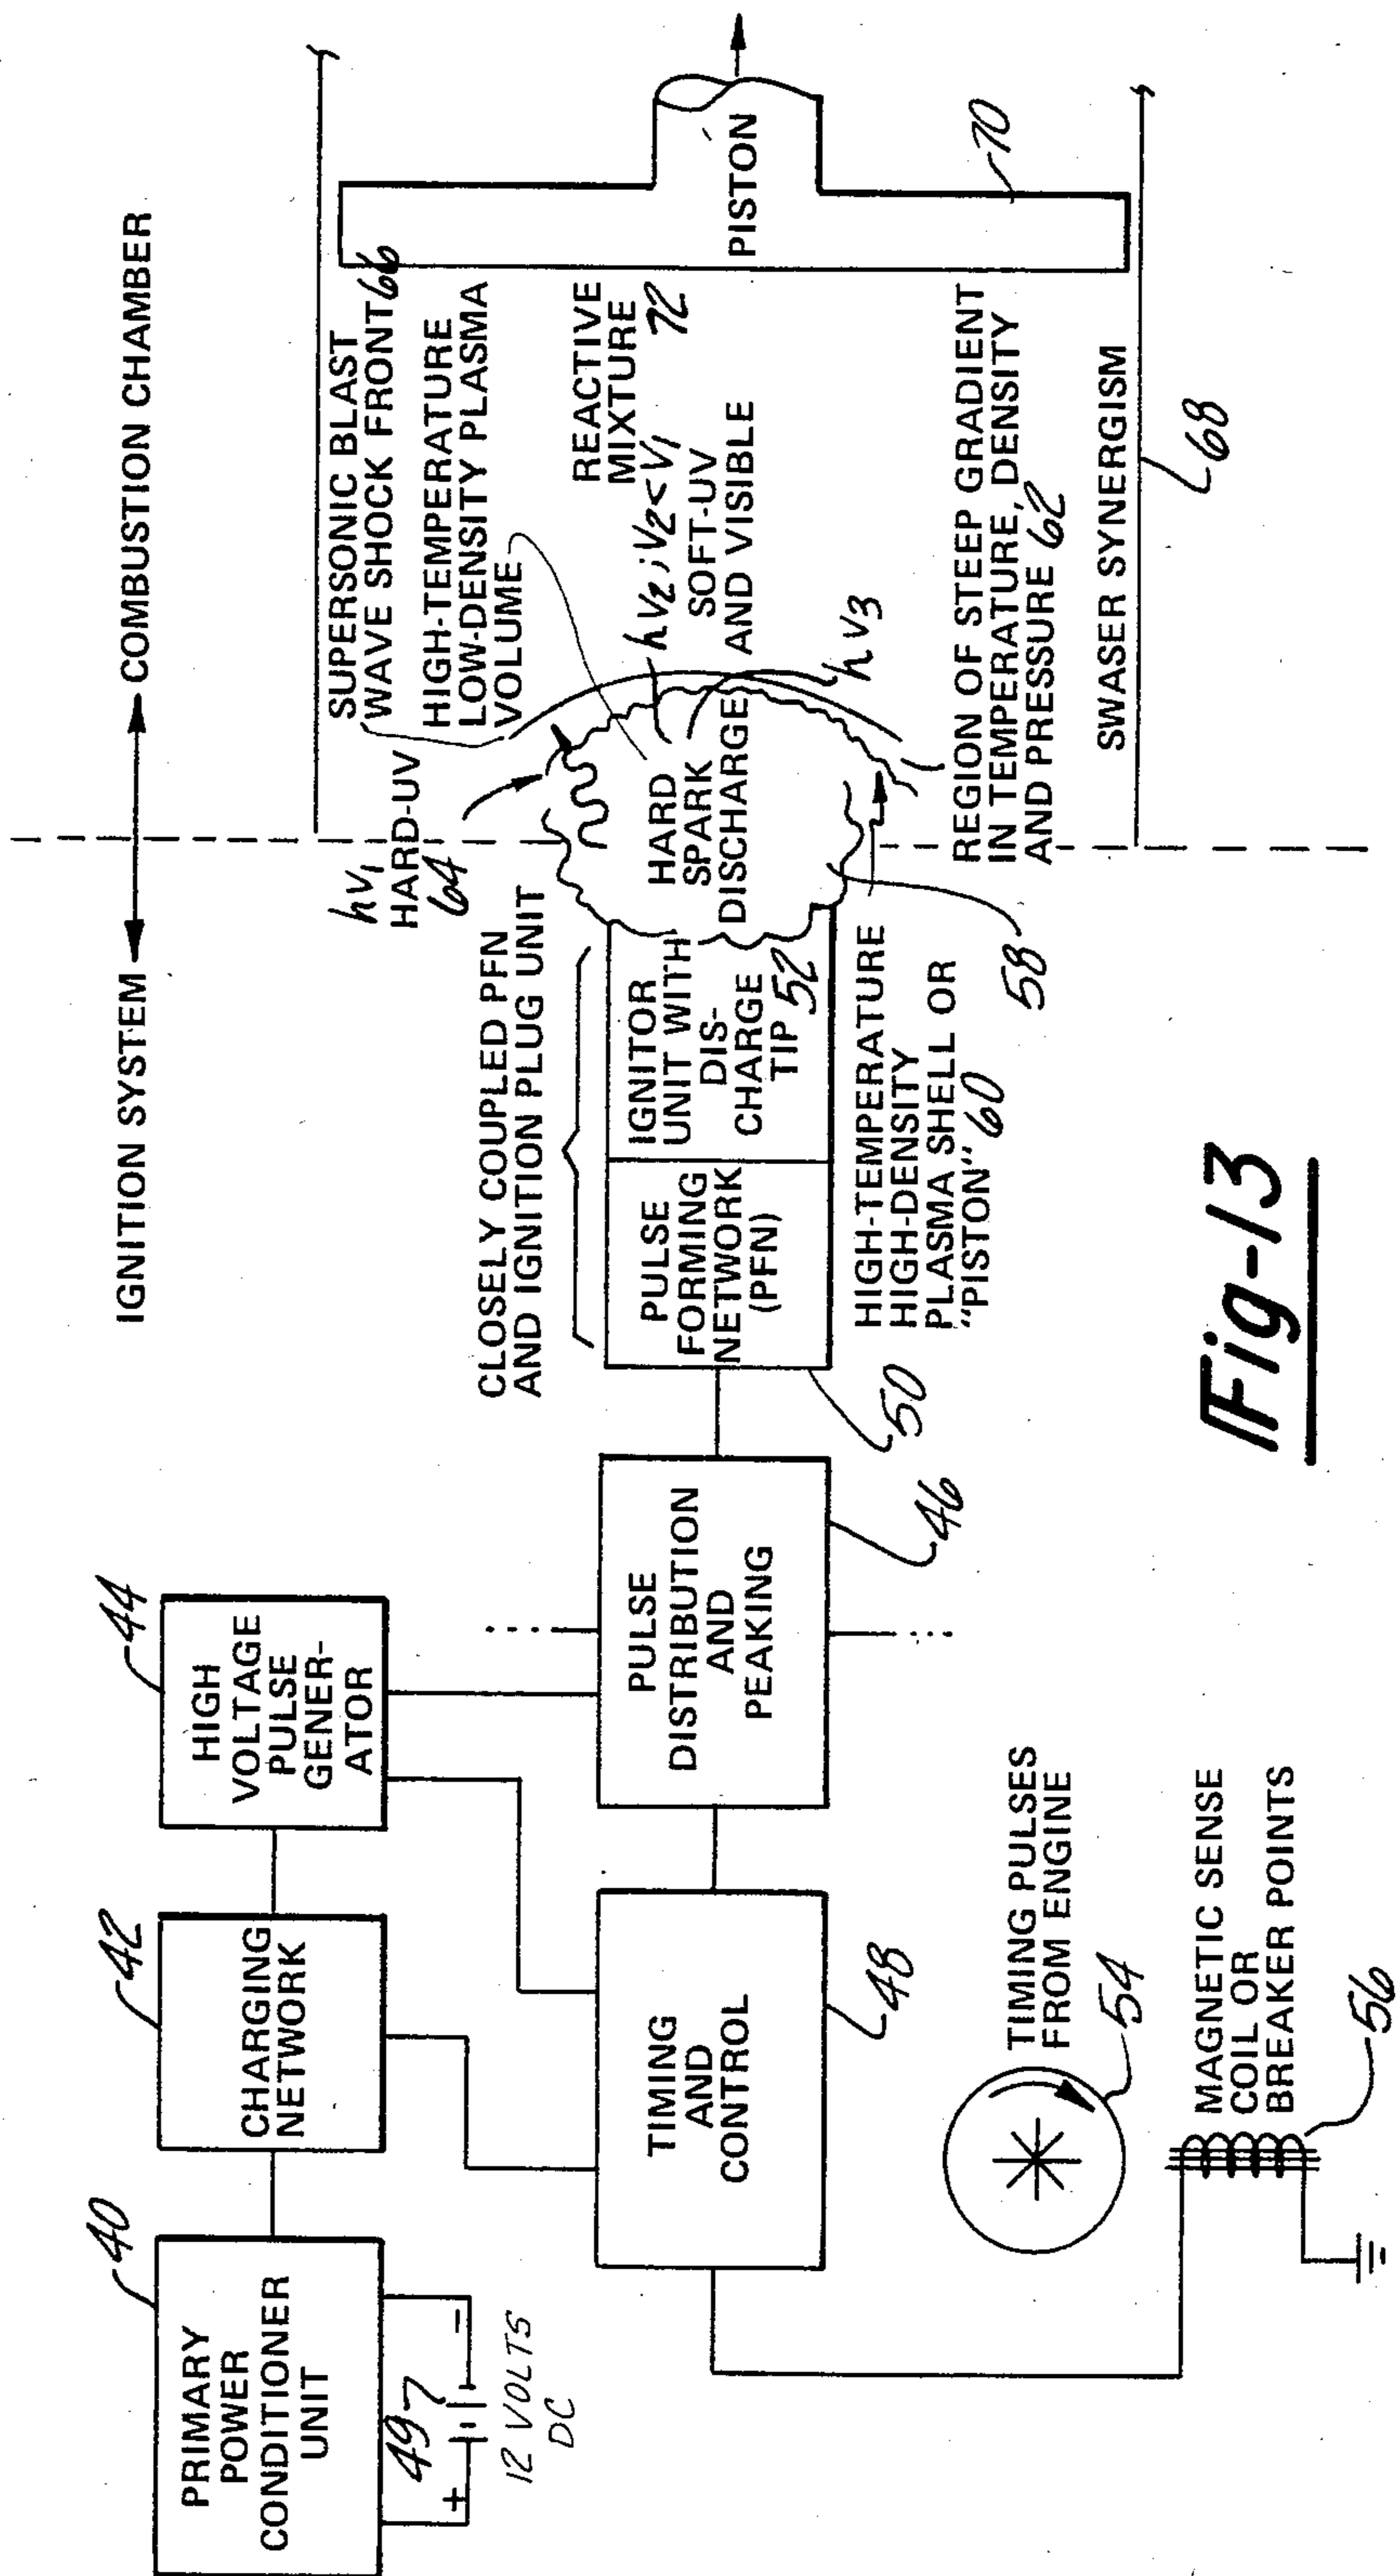 IGNITION SYSTEM
COMBUSTION CHAMBER
40
PRIMARY
POWER
CONDITIONER
UNIT
49
+
-
12 VOLTS
DC
42
CHARGING
NETWORK
44
HIGH
VOLTAGE
PULSE
GENER-
ATOR
TIMING
AND
CONTROL
48
PULSE
DISTRIBUTION
AND
PEAKING
46
TIMING PULSES
FROM ENGINE
54
MAGNETIC SENSE
COIL OR
BREAKER POINTS
56
CLOSELY COUPLED PFN
AND IGNITION PLUG UNIT
PULSE
FORMING
NETWORK
(PFN)
50
IGNITOR
UNIT WITH
DIS-
CHARGE
TIP 52
HIGH-TEMPERATURE
HIGH-DENSITY
PLASMA SHELL OR
"PISTON" 60
58
hν1
HARD-UV
64
HARD
SPARK
DISCHARGE
SUPERSONIC BLAST
WAVE SHOCK FRONT 66
HIGH-TEMPERATURE
LOW-DENSITY PLASMA
VOLUME
REACTIVE
MIXTURE
72
hν2; ν2<ν1
SOFT-UV
AND VISIBLE
hν3
REGION OF STEEP GRADIENT
IN TEMPERATURE, DENSITY
AND PRESSURE 62
SWASER SYNERGISM
68
PISTON
70
Fig-13